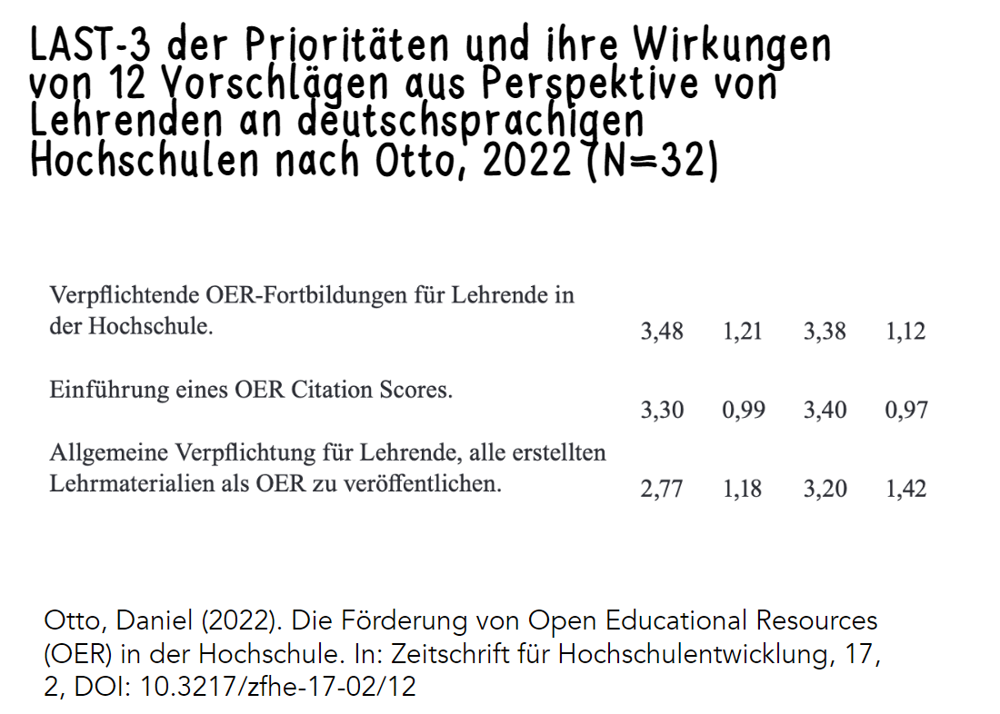 LAST-3 der Prioritäten und ihre Wirkungen
von 12 Vorschlägen aus Perspektive von
Lehrenden an deutschsprachigen
Hochschulen nach Otto, 2022 (N=32)
Verpflichtende OER-Fortbildungen für Lehrende in
der Hochschule.
3,48 1,21 3,38 1,12
Einführung eines OER Citation Scores.
3,30 0,99 3,40 0,97
Allgemeine Verpflichtung für Lehrende, alle erstellten
Lehrmaterialien als OER zu veröffentlichen.
2,77 1,18 3,20 1,42
Otto, Daniel (2022). Die Förderung von Open Educational Resources
(OER) in der Hochschule. In: Zeitschrift für Hochschulentwicklung, 17,
2, DOI: 10.3217/zfhe-17-02/12